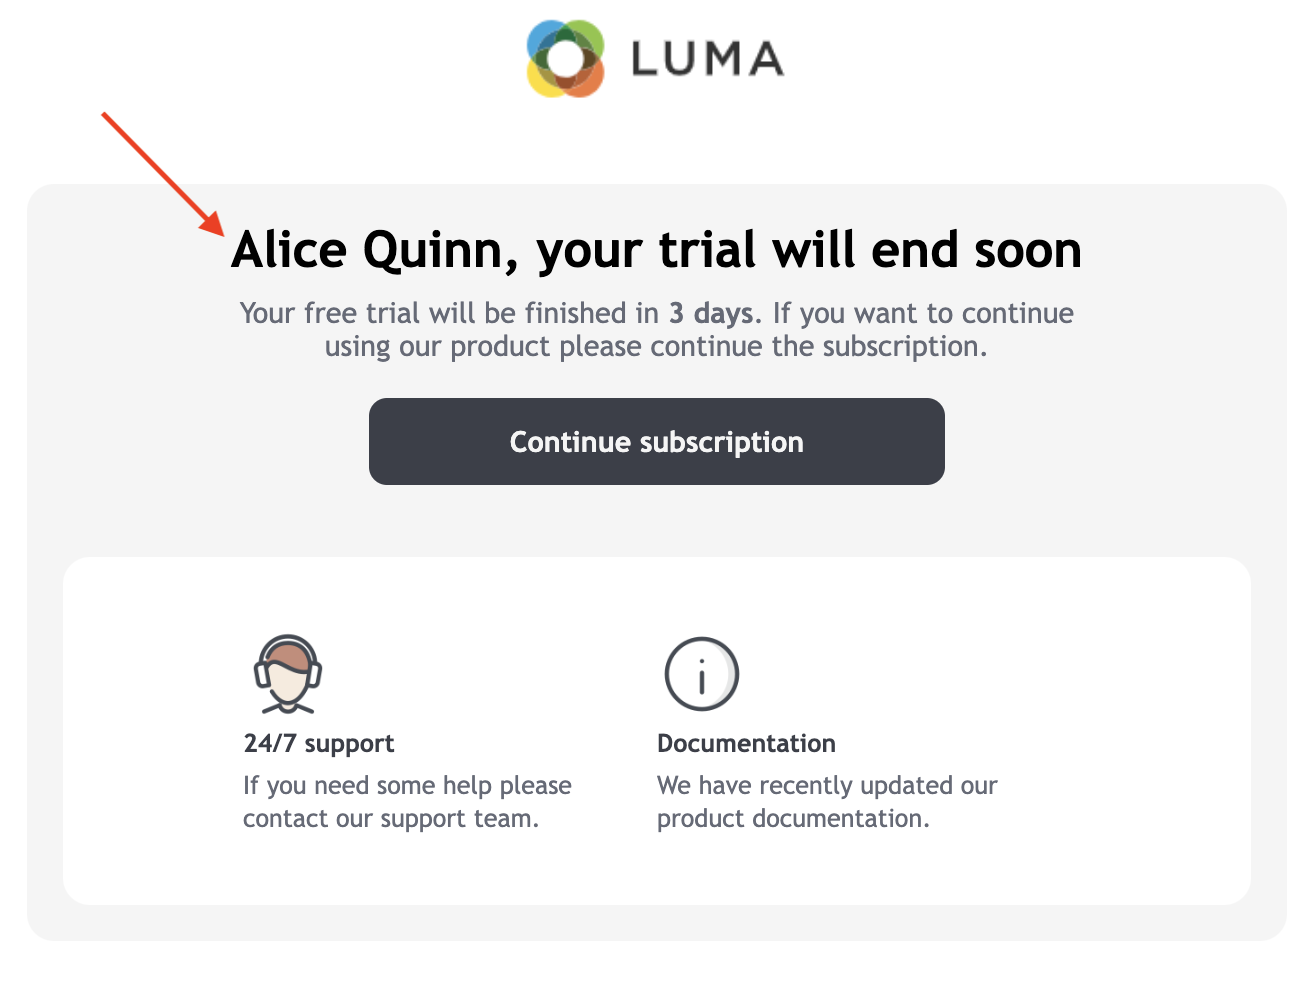 LUMA
Alice Quinn, your trial will end soon
Your free trial will be finished in 3 days. If you want to continue
using our product please continue the subscription.
Continue subscription
24/7 support
If you need some help please
contact our support team.
Documentation
We have recently updated our
product documentation.